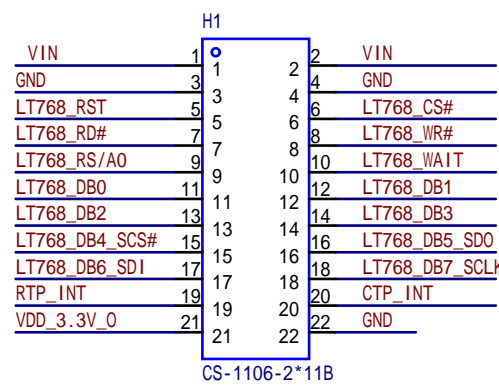 H1
VIN 1 1 2 2 VIN
GND 3 3 4 4 GND
LT768_RST 5 5 6 6 LT768_CS#
LT768_RD# 7 7 8 8 LT768_WR#
LT768_RS/A0 9 9 10 10 LT768_WAIT
LT768_DB0 11 11 12 12 LT768_DB1
LT768_DB2 13 13 14 14 LT768_DB3
LT768_DB4_SCS# 15 15 16 16 LT768_DB5_SDO
LT768_DB6_SDI 17 17 18 18 LT768_DB7_SCLK
RTP_INT 19 19 20 20 CTP_INT
VDD_3.3V_O 21 21 22 22 GND
CS-1106-2*11B